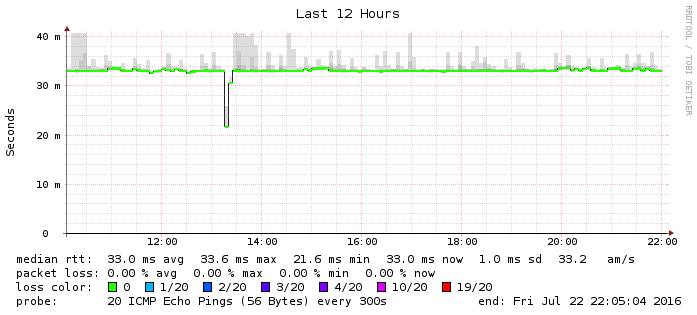 Last 12 Hours
RRDTOOL / TOBI OETIKER
Seconds
40 m
30 m
20 m
10 m
0
12:00 14:00 16:00 18:00 20:00 22:00
median rtt: 33.0 ms avg 33.6 ms max 21.6 ms min 33.0 ms now 1.0 ms sd 33.2 am/s
packet loss: 0.00 % avg 0.00 % max 0.00 % min 0.00 % now
loss color: 0 1/20 2/20 3/20 4/20 10/20 19/20
probe: 20 ICMP Echo Pings (56 Bytes) every 300s end: Fri Jul 22 22:05:04 2016